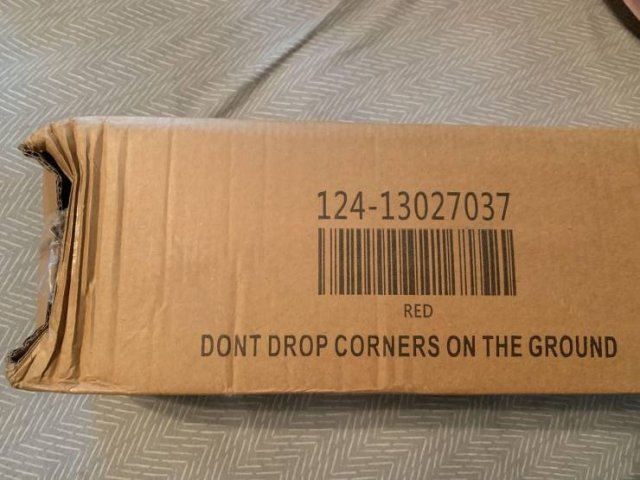 124-13027037
RED
DONT DROP CORNERS ON THE GROUND